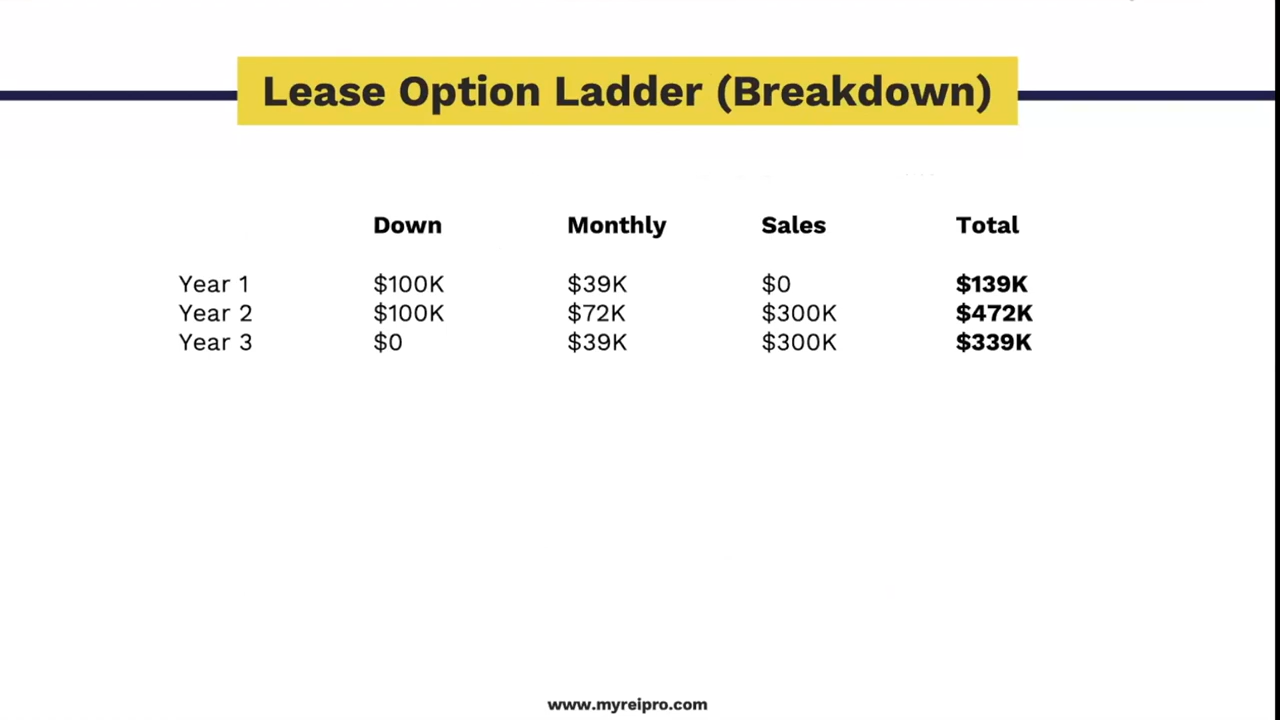 Lease Option Ladder (Breakdown)
Down Monthly Sales Total
Year 1 $100K $39K $0 $139K
Year 2 $100K $72K $300K $472K
Year 3 $0 $39K $300K $339K
www.myreipro.com